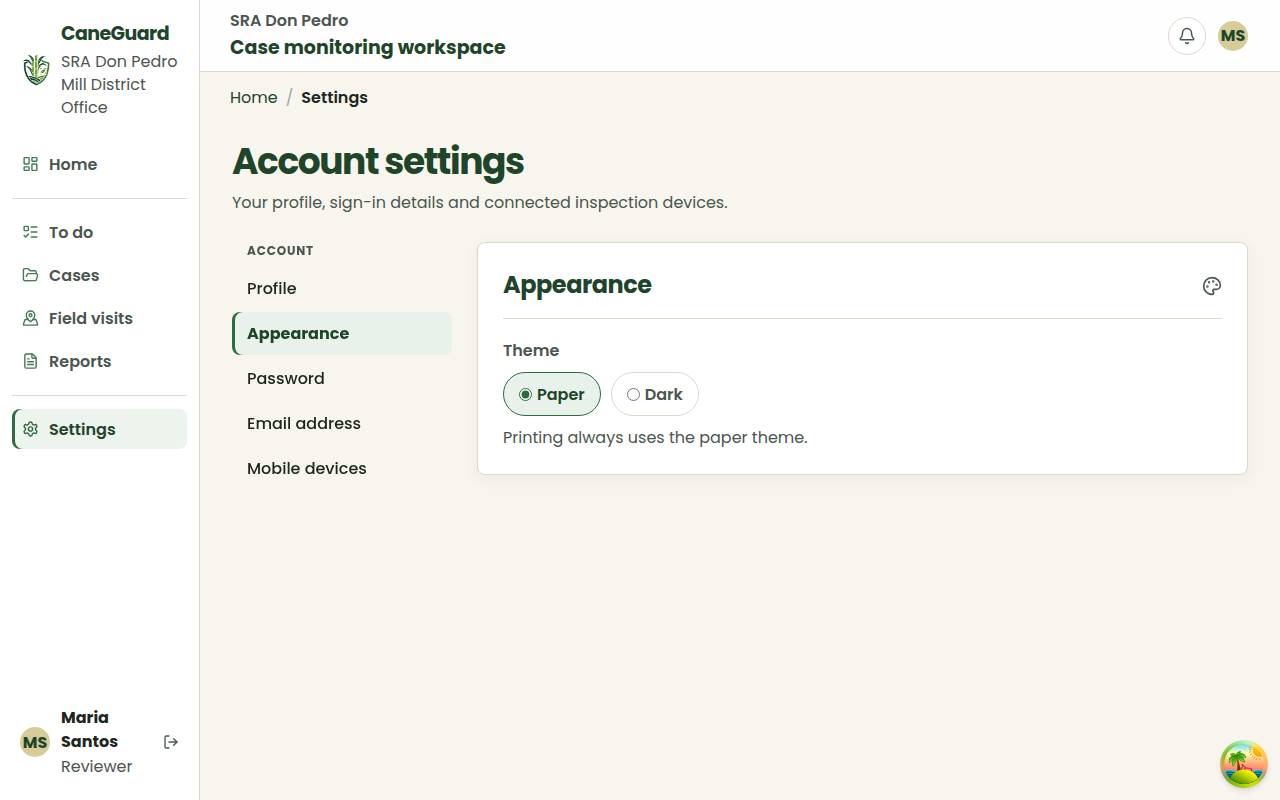 CaneGuard
SRA Don Pedro
Mill District
Office
Home
To do
Cases
Field visits
Reports
Settings
MS
Maria
Santos
Reviewer
SRA Don Pedro
Case monitoring workspace
MS
Home / Settings
Account settings
Your profile, sign-in details and connected inspection devices.
ACCOUNT
Profile
Appearance
Password
Email address
Mobile devices
Appearance
Theme
Paper
Dark
Printing always uses the paper theme.